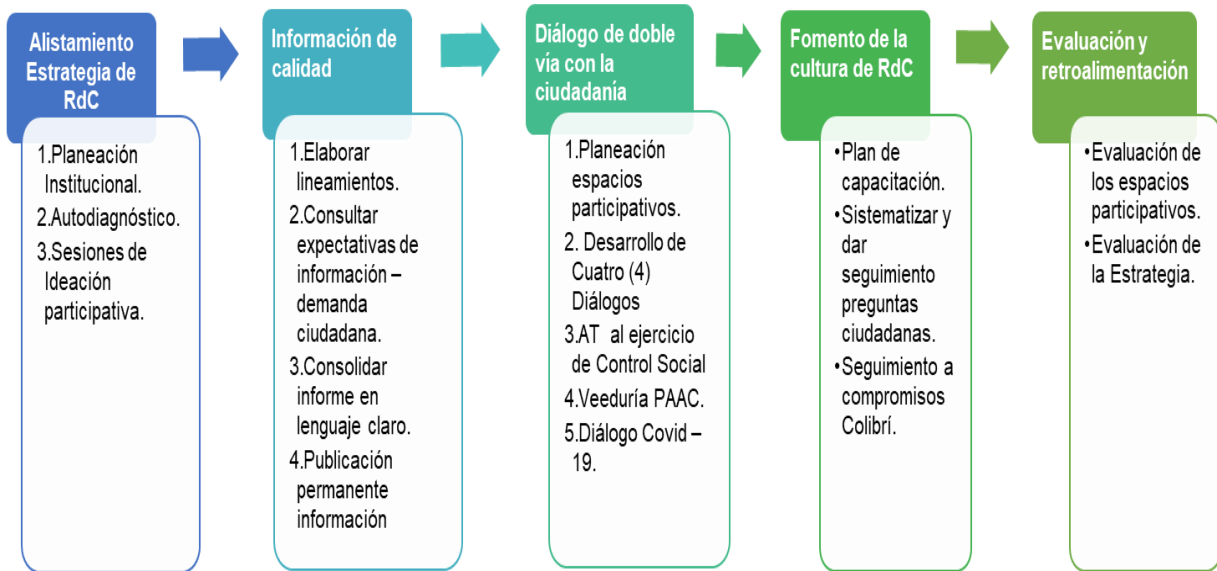 Alistamiento
Estrategia de
RdC
1.Planeación
Institucional.
2.Autodiagnóstico.
3.Sesiones de
Ideación
participativa.
Información de
calidad
1.Elaborar
lineamientos.
2.Consultar
expectativas de
información –
demanda
ciudadana.
3.Consolidar
informe en
lenguaje claro.
4.Publicación
permanente
información
Diálogo de doble
vía con la
ciudadanía
1.Planeación
espacios
participativos.
2. Desarrollo de
Cuatro (4)
Diálogos
3.AT al ejercicio
de Control Social
4.Veeduría PAAC.
5.Diálogo Covid –
19.
Fomento de la
cultura de RdC
•Plan de
capacitación.
•Sistematizar y
dar
seguimiento
preguntas
ciudadanas.
•Seguimiento a
compromisos
Colibrí.
Evaluación y
retroalimentación
•Evaluación de
los espacios
participativos.
•Evaluación de
la Estrategia.